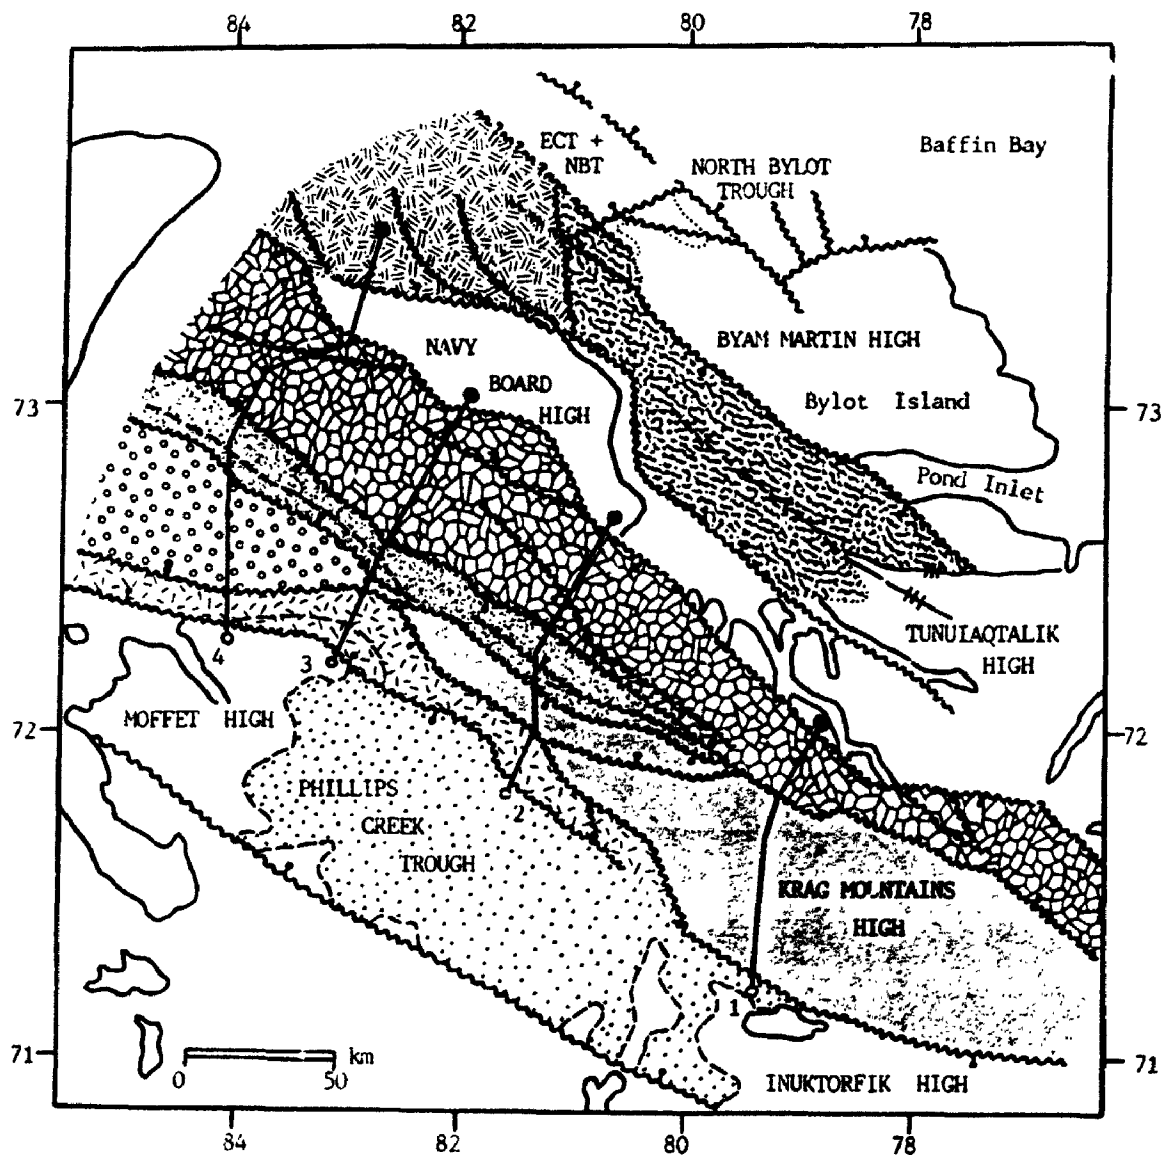 84 82 80 78
ECT +
NBT
Baffin Bay
NORTH BYLOT
TROUGH
BYAM MARTIN HIGH
NAVY
BOARD
HIGH
Bylot Island
73 73
Pond Inlet
TUNUIAQTALIK
HIGH
4
3
MOFFET HIGH
72 72
PHILLIPS
CREEK
TROUGH
2
KRAG MOUNTAINS
HIGH
1
71 71
km
0 50
INUKTORFIK HIGH
84 82 80 78